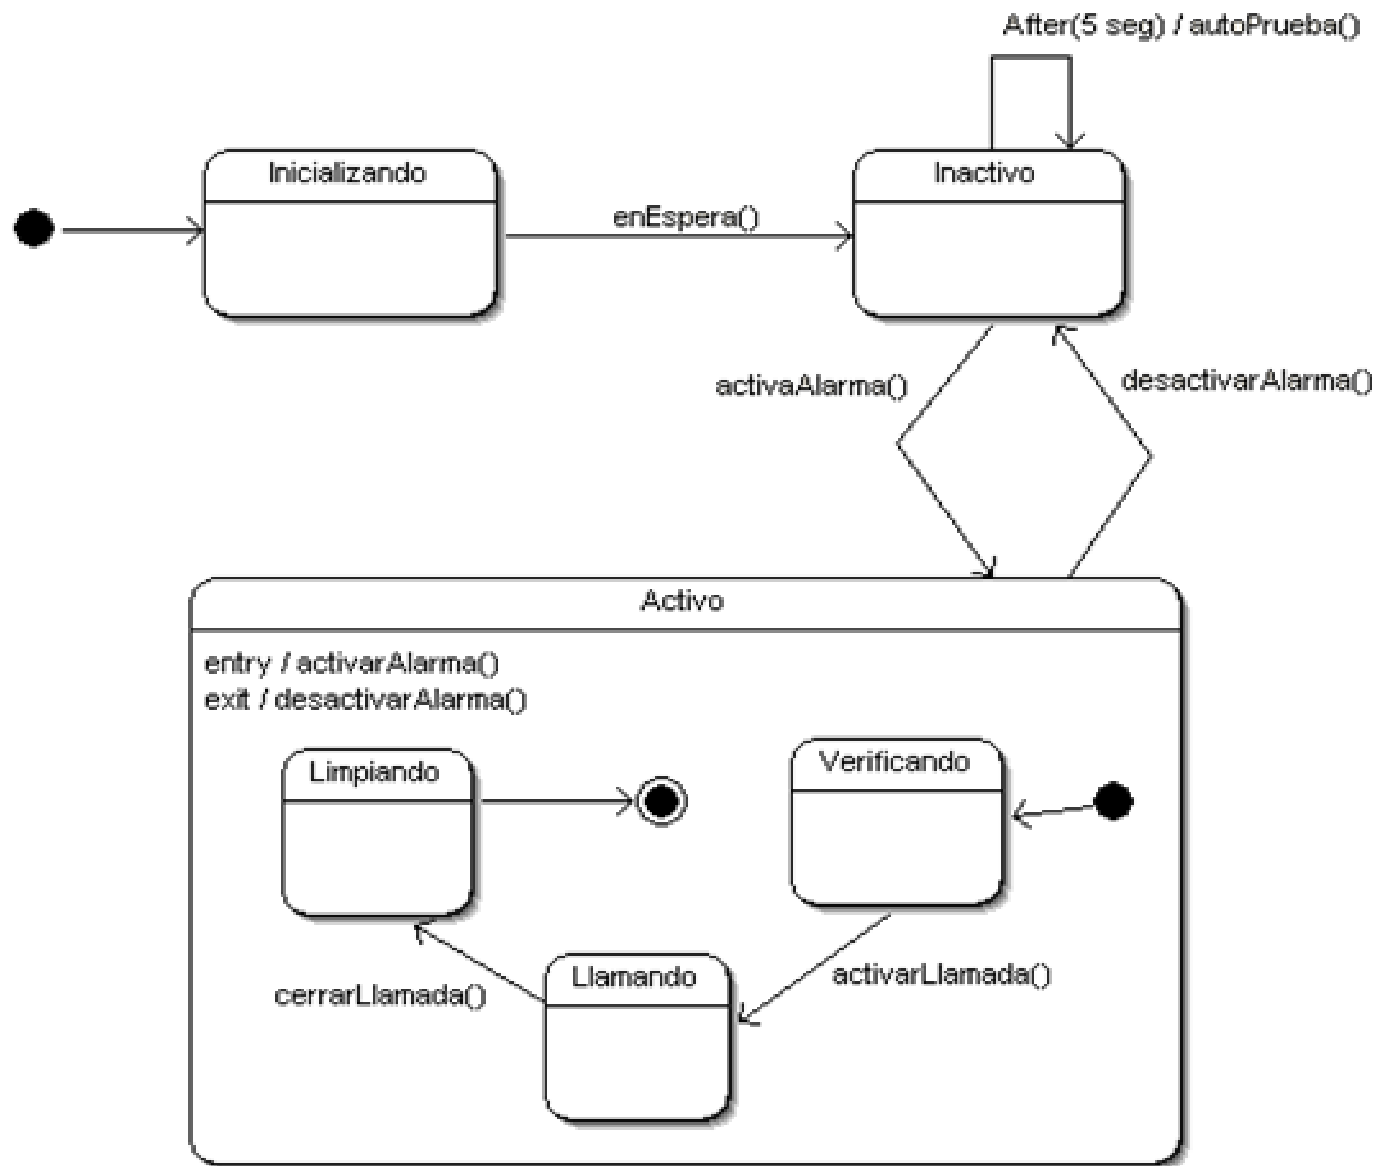 After(5 seg) / autoPrueba()
Inicializando
Inactivo
enEspera()
activaAlarma()
desactivarAlarma()
Activo
entry / activarAlarma()
exit / desactivarAlarma()
Limpiando
Verificando
Llamando
activarLlamada()
cerrarLlamada()